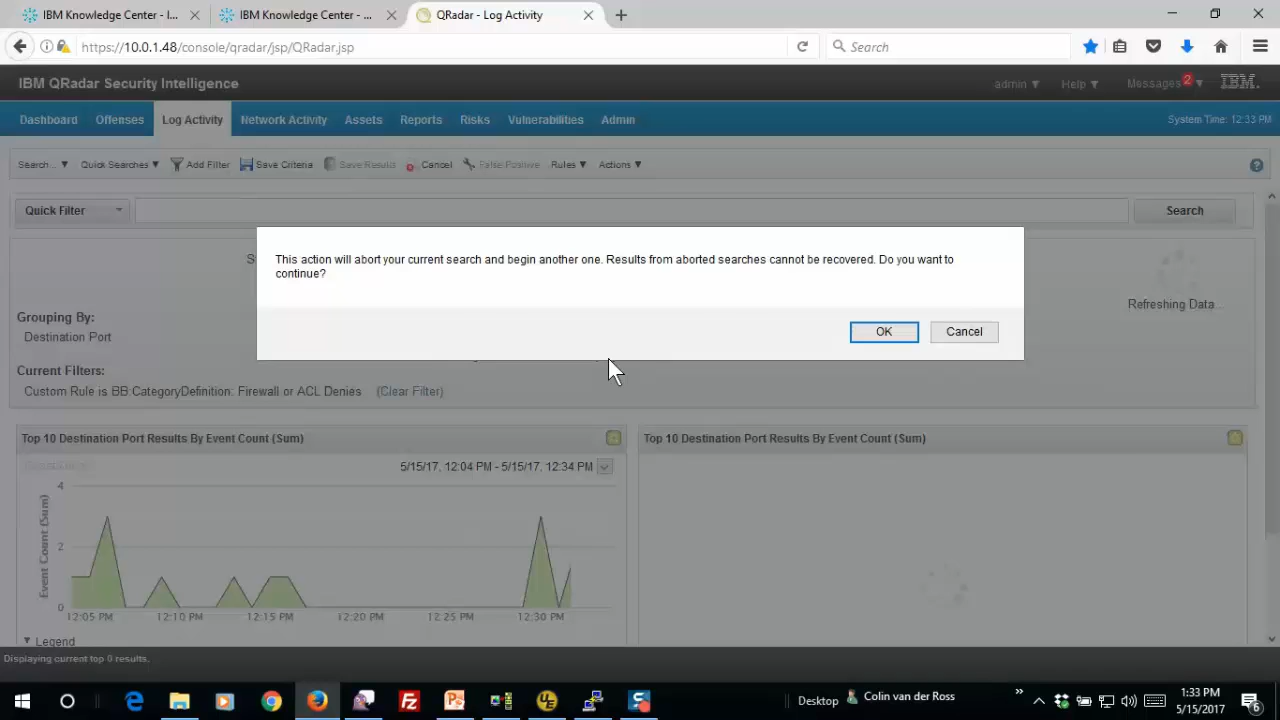 IBM Knowledge Center - I...
IBM Knowledge Center - ...
QRadar - Log Activity
https://10.0.1.48/console/qradar/jsp/QRadar.jsp
Search
IBM QRadar Security Intelligence
admin
Help
Messages 2
IBM.
Dashboard Offenses Log Activity Network Activity Assets Reports Risks Vulnerabilities Admin
System Time: 12:33 PM
Search... Quick Searches Add Filter Save Criteria Save Results Cancel False Positive Rules Actions
Quick Filter
Search
This action will abort your current search and begin another one. Results from aborted searches cannot be recovered. Do you want to
continue?
OK Cancel
Refreshing Data...
Grouping By:
Destination Port
Current Filters:
Custom Rule is BB:CategoryDefinition: Firewall or ACL Denies (Clear Filter)
Top 10 Destination Port Results By Event Count (Sum)
5/15/17, 12:04 PM - 5/15/17, 12:34 PM
4
2
0
Event Count (Sum)
12:05 PM 12:10 PM 12:15 PM 12:20 PM 12:25 PM 12:30 PM
Legend
Top 10 Destination Port Results By Event Count (Sum)
Displaying current top 0 results.
Desktop
Colin van der Ross
1:33 PM
5/15/2017
6